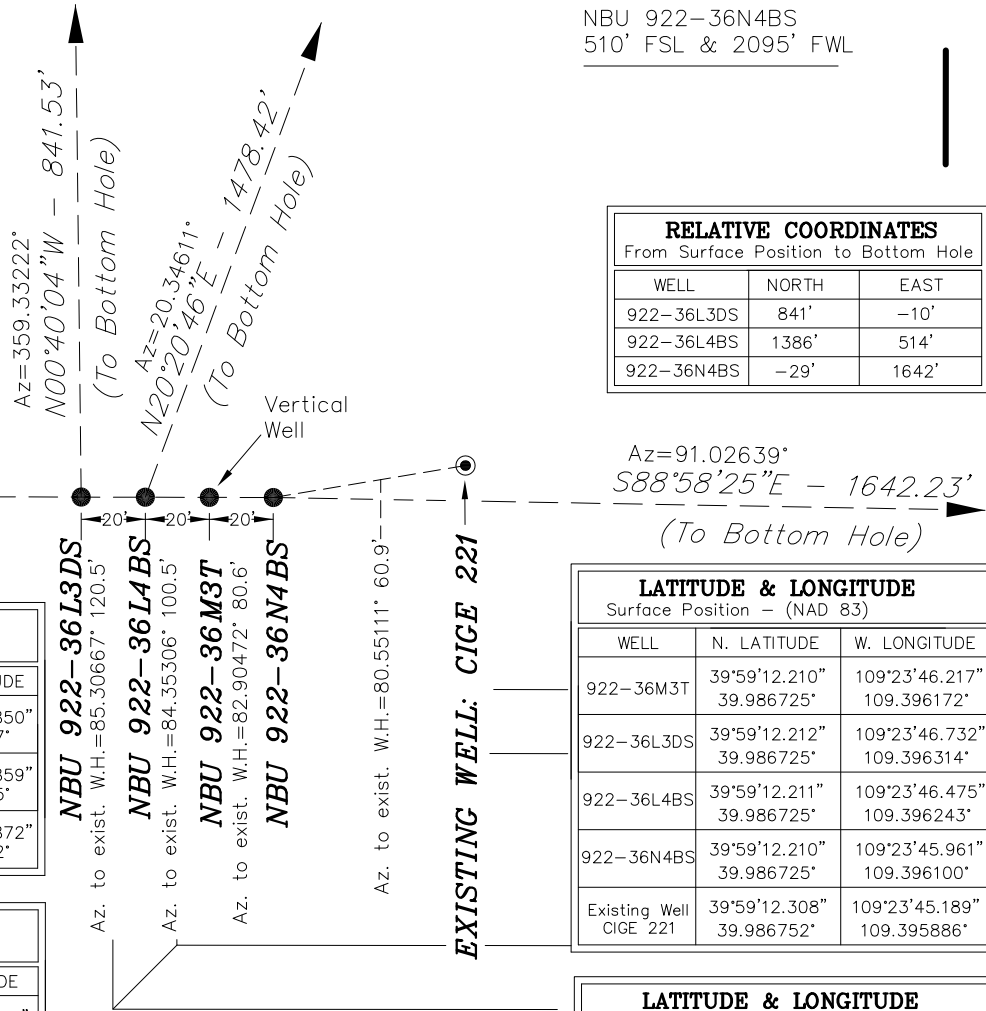 NBU 922-36N4BS
510' FSL & 2095' FWL
Az=359.33222°
N00°40'04"W - 841.53'
(To Bottom Hole)
Az=20.34611°
N20°20'46"E - 1478.42'
(To Bottom Hole)
RELATIVE COORDINATES
From Surface Position to Bottom Hole
WELL NORTH EAST
922-36L3DS 841' -10'
922-36L4BS 1386' 514'
922-36N4BS -29' 1642'
Vertical
Well
Az=91.02639°
S88°58'25"E - 1642.23'
(To Bottom Hole)
20' 20' 20'
NBU 922-36L3DS
Az. to exist. W.H.=85.30667° 120.5'
NBU 922-36L4BS
Az. to exist. W.H.=84.35306° 100.5'
NBU 922-36M3T
Az. to exist. W.H.=82.90472° 80.6'
NBU 922-36N4BS
Az. to exist. W.H.=80.55111° 60.9'
EXISTING WELL: CIGE 221
LATITUDE & LONGITUDE
Surface Position - (NAD 83)
WELL N. LATITUDE W. LONGITUDE
922-36M3T 39°59'12.210" 109°23'46.217"
39.986725° 109.396172°
922-36L3DS 39°59'12.212" 109°23'46.732"
39.986725° 109.396314°
922-36L4BS 39°59'12.211" 109°23'46.475"
39.986725° 109.396243°
922-36N4BS 39°59'12.210" 109°23'45.961"
39.986725° 109.396100°
Existing Well
CIGE 221 39°59'12.308" 109°23'45.189"
39.986752° 109.395886°
LATITUDE & LONGITUDE